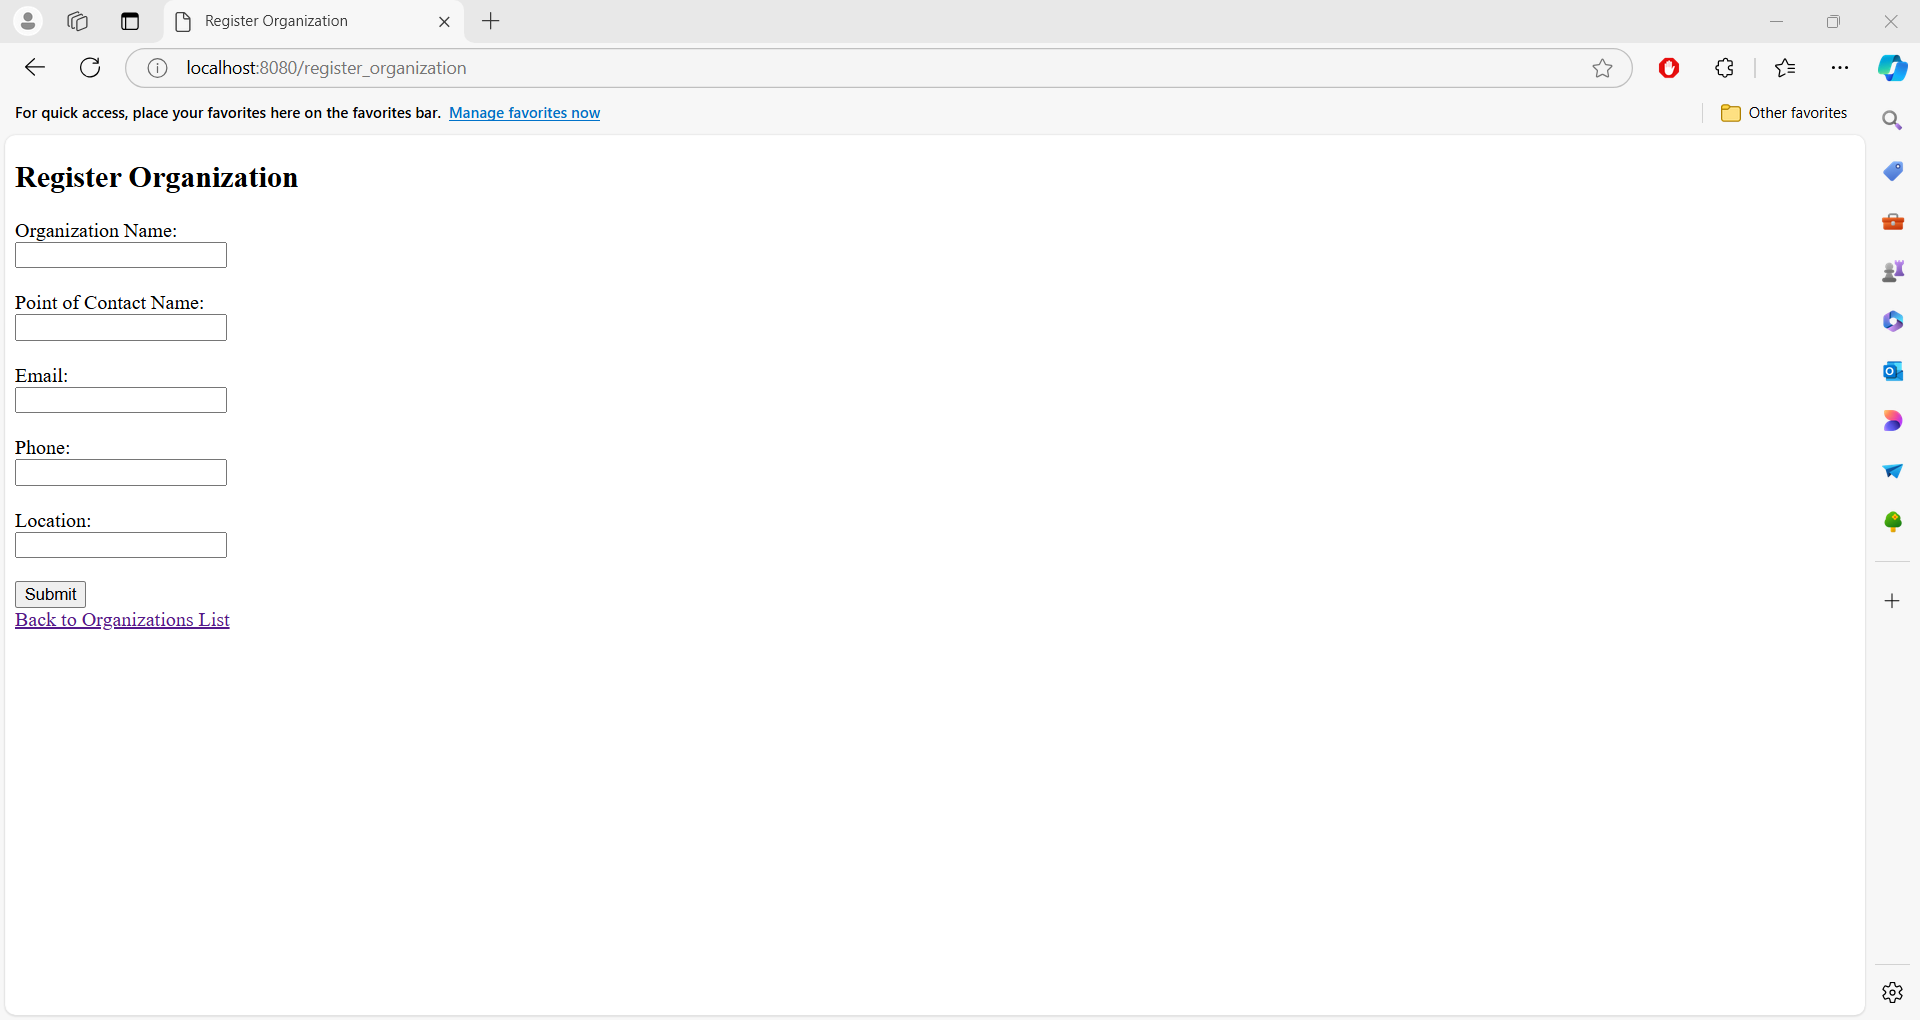 Register Organization
localhost:8080/register_organization
For quick access, place your favorites here on the favorites bar. Manage favorites now
Other favorites
Register Organization
Organization Name:
Point of Contact Name:
Email:
Phone:
Location:
Submit
Back to Organizations List